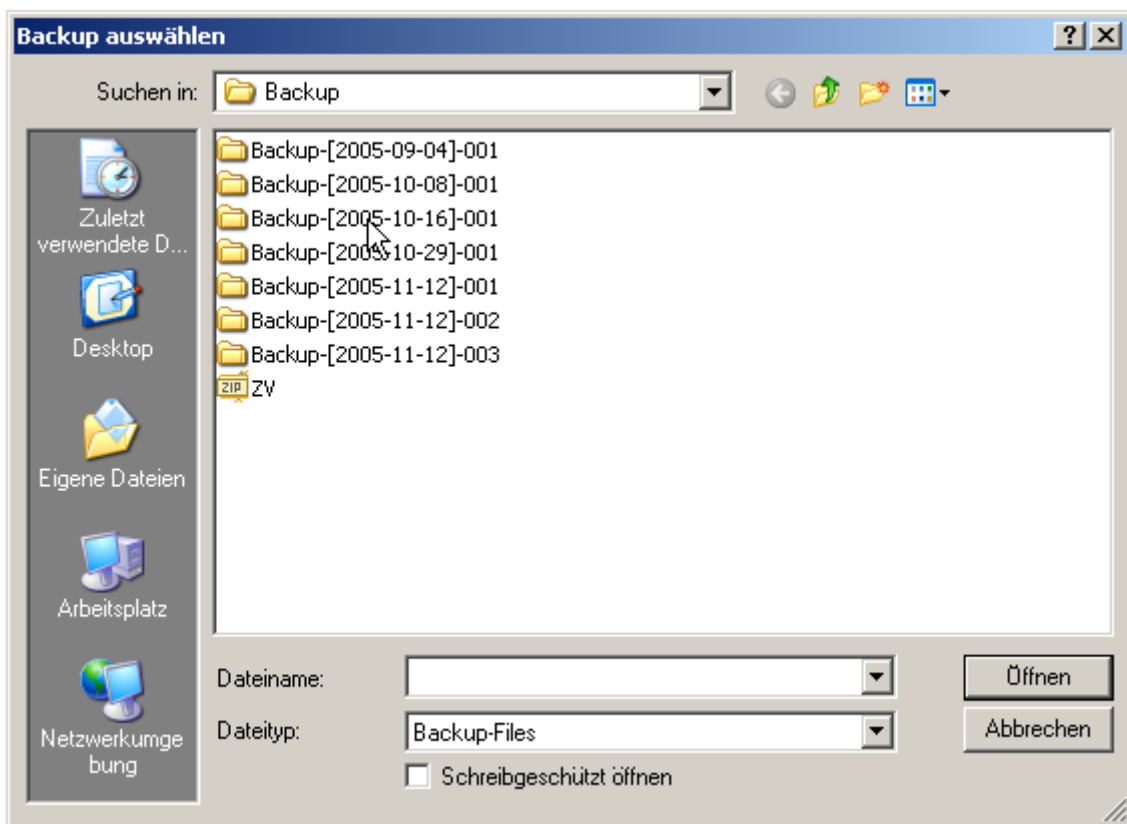 Backup auswählen
Suchen in:
Backup
Zuletzt
verwendete D...
Desktop
Eigene Dateien
Arbeitsplatz
Netzwerkumge
bung
Backup-[2005-09-04]-001
Backup-[2005-10-08]-001
Backup-[2005-10-16]-001
Backup-[2005-10-29]-001
Backup-[2005-11-12]-001
Backup-[2005-11-12]-002
Backup-[2005-11-12]-003
ZIP ZV
Dateiname:
Öffnen
Dateityp:
Backup-Files
Abbrechen
Schreibgeschützt öffnen